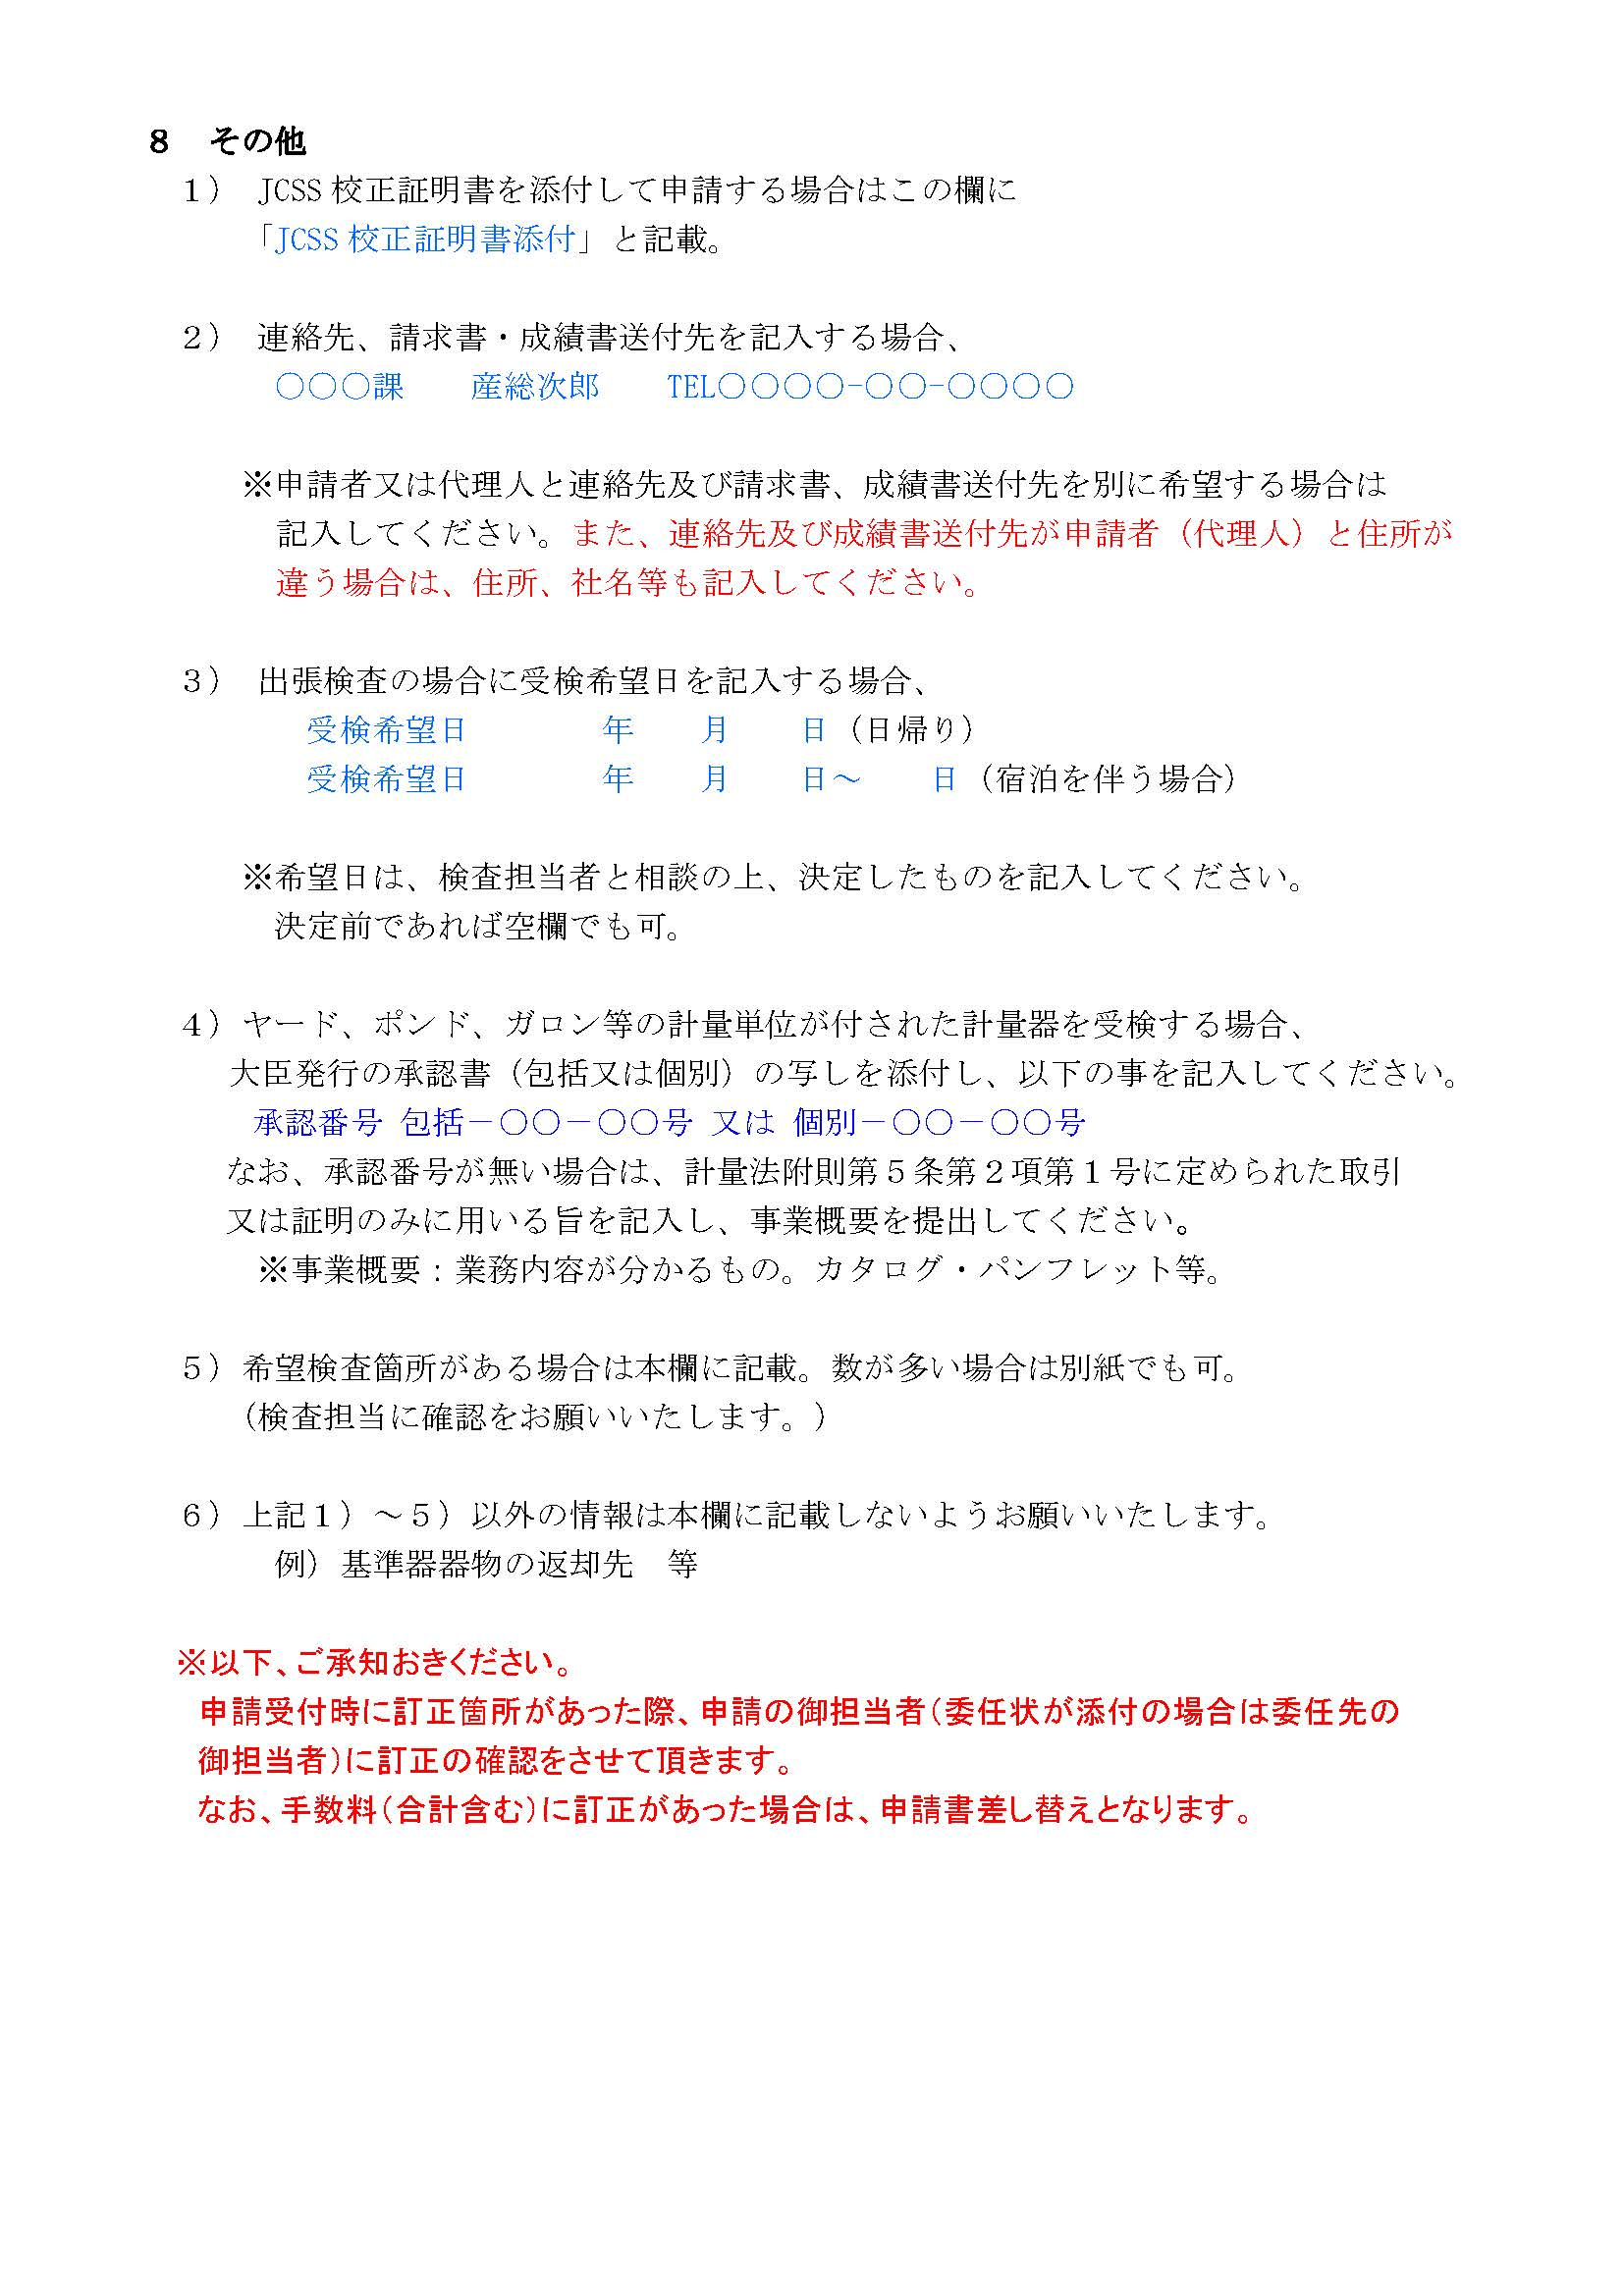 ８　その他
１）　JCSS 校正証明書を添付して申請する場合はこの欄に
「JCSS 校正証明書添付」と記載。
２）　連絡先、請求書・成績書送付先を記入する場合、
○○○課　　産総次郎　　TEL○○○○-○○-○○○○
※申請者又は代理人と連絡先及び請求書、成績書送付先を別に希望する場合は
記入してください。また、連絡先及び成績書送付先が申請者（代理人）と住所が
違う場合は、住所、社名等も記入してください。
３）　出張検査の場合に受検希望日を記入する場合、
受検希望日　　　　年　　月　　日（日帰り）
受検希望日　　　　年　　月　　日～　　日（宿泊を伴う場合）
※希望日は、検査担当者と相談の上、決定したものを記入してください。
決定前であれば空欄でも可。
４）ヤード、ポンド、ガロン等の計量単位が付された計量器を受検する場合、
大臣発行の承認書（包括又は個別）の写しを添付し、以下の事を記入してください。
承認番号 包括－○○－○○号 又は 個別－○○－○○号
なお、承認番号が無い場合は、計量法附則第５条第２項第１号に定められた取引
又は証明のみに用いる旨を記入し、事業概要を提出してください。
※事業概要：業務内容が分かるもの。カタログ・パンフレット等。
５）希望検査箇所がある場合は本欄に記載。数が多い場合は別紙でも可。
（検査担当に確認をお願いいたします。）
６）上記１）～５）以外の情報は本欄に記載しないようお願いいたします。
例）基準器器物の返却先　等
※以下、ご承知おきください。
申請受付時に訂正箇所があった際、申請の御担当者（委任状が添付の場合は委任先の
御担当者）に訂正の確認をさせて頂きます。
なお、手数料（合計含む）に訂正があった場合は、申請書差し替えとなります。